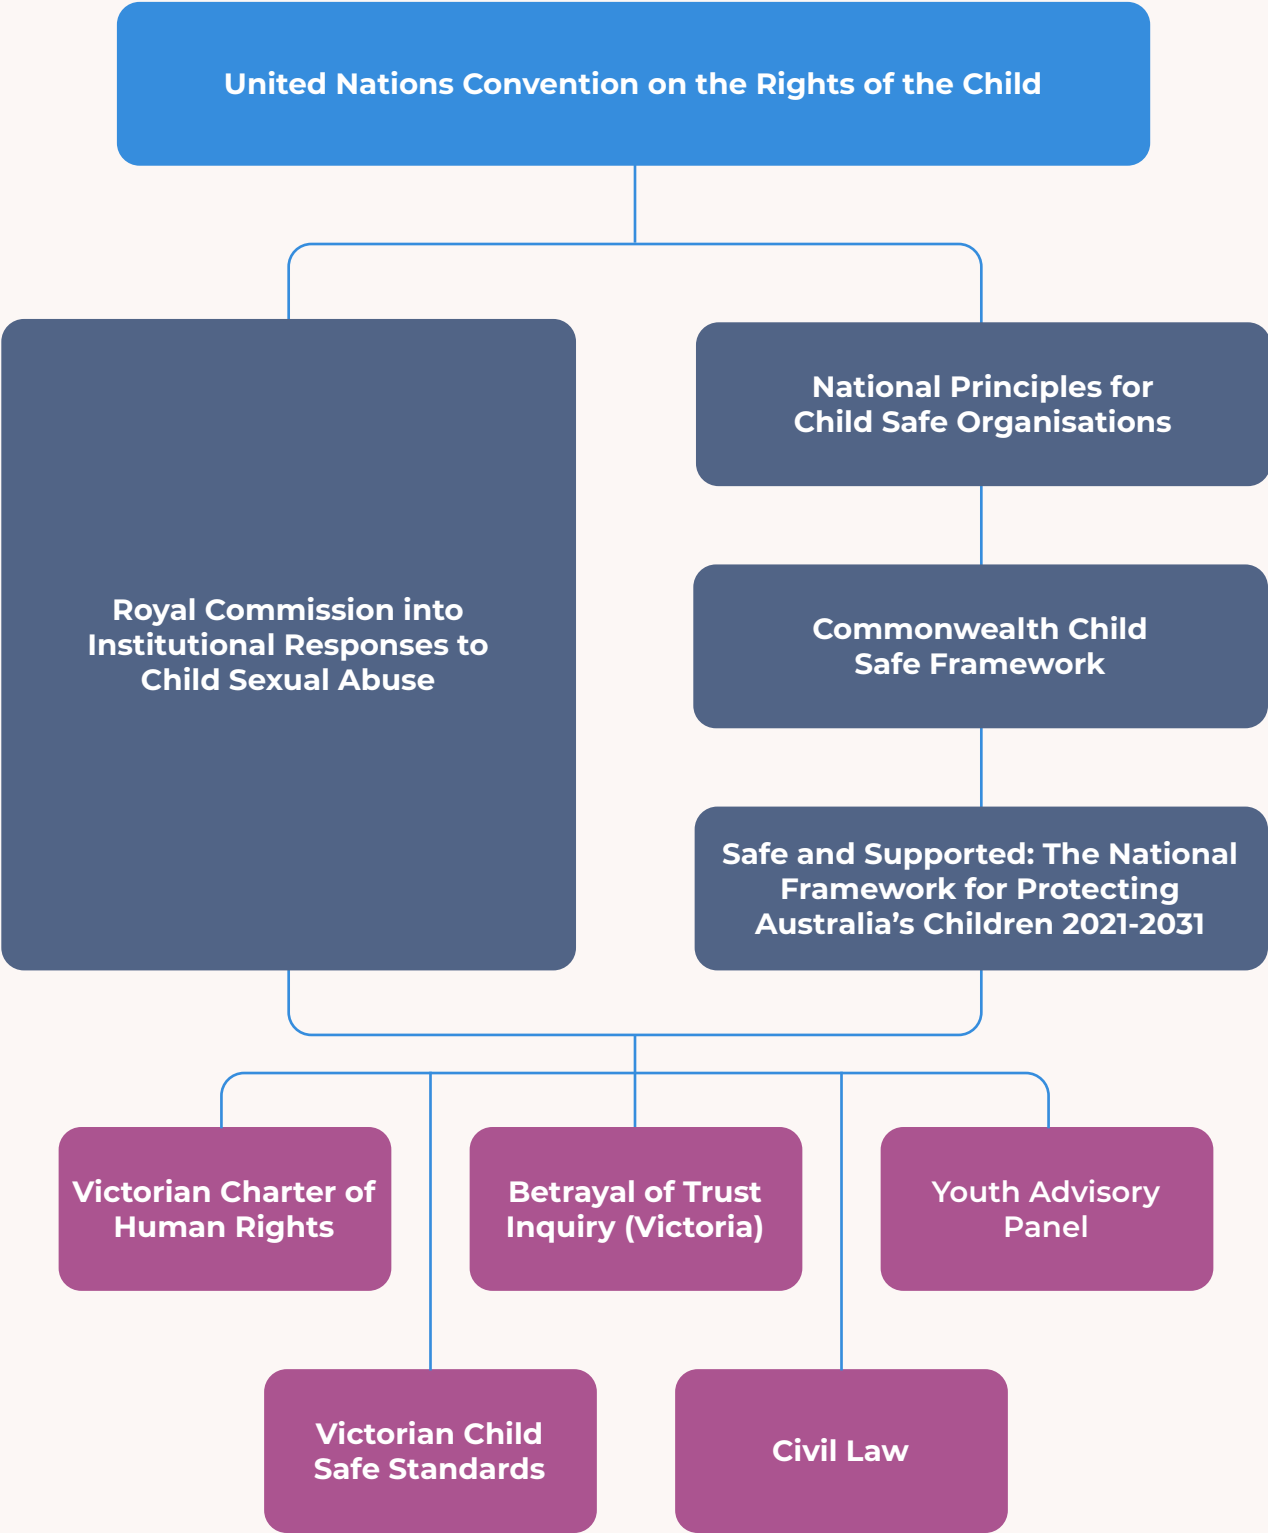 United Nations Convention on the Rights of the Child
Royal Commission into
Institutional Responses to
Child Sexual Abuse
National Principles for
Child Safe Organisations
Commonwealth Child
Safe Framework
Safe and Supported: The National
Framework for Protecting
Australia’s Children 2021-2031
Victorian Charter of
Human Rights
Betrayal of Trust
Inquiry (Victoria)
Youth Advisory
Panel
Victorian Child
Safe Standards
Civil Law